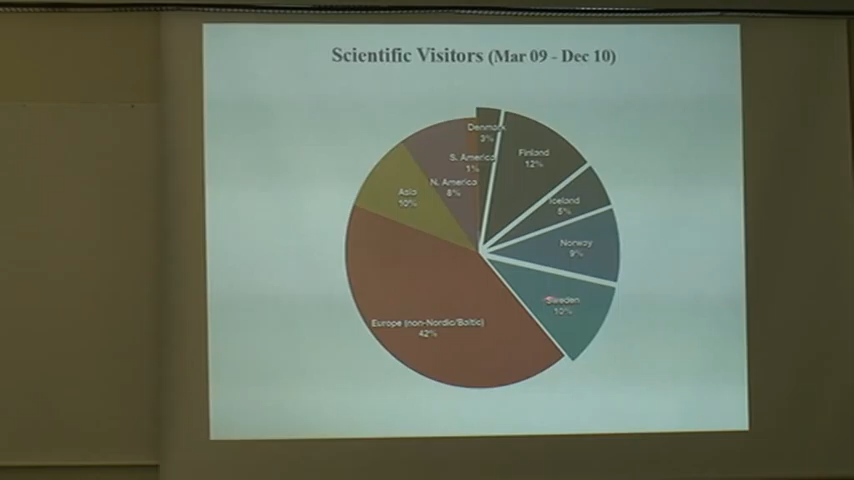 Scientific Visitors (Mar 09 - Dec 10)
Denmark
3%
Finland
12%
S. America
1%
N. America
8%
Asia
10%
Iceland
5%
Norway
9%
Sweden
10%
Europe (non-Nordic/Baltic)
42%